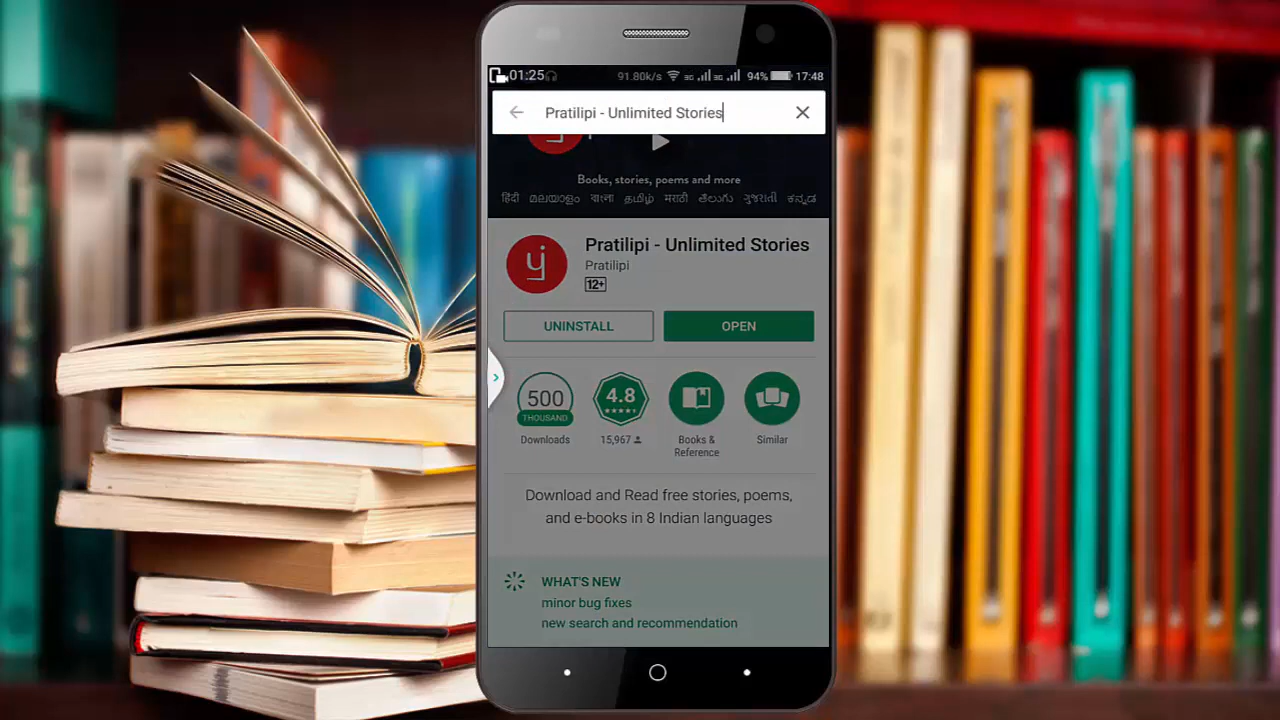 01:25 91.80k/s 3G 3G 94% 17:48
Pratilipi - Unlimited Stories
Books, stories, poems and more
हिंदी മലയാളം বাংলা தமிழ் मराठी తెలుగు ગુજરાતી ಕನ್ನಡ
Pratilipi - Unlimited Stories
Pratilipi
12+
UNINSTALL OPEN
500 THOUSAND Downloads
4.8 15,967
Books & Reference
Similar
Download and Read free stories, poems,
and e-books in 8 Indian languages
WHAT'S NEW
minor bug fixes
new search and recommendation